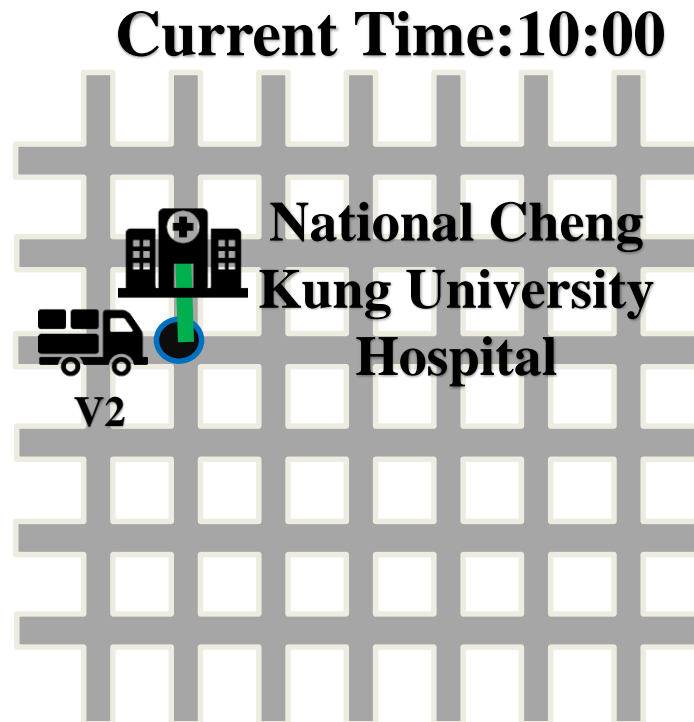 Current Time:10:00
National Cheng
Kung University
Hospital
V2